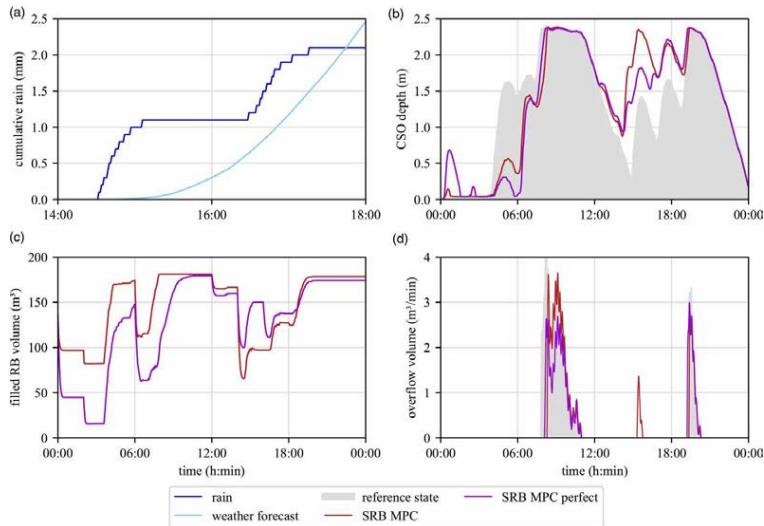 (a)
2.5
2.0
1.5
1.0
0.5
0.0
cumulative rain (mm)
14:00 16:00 18:00
(b)
2.5
2.0
1.5
1.0
0.5
0.0
CSO depth (m)
00:00 06:00 12:00 18:00 00:00
(c)
200
150
100
50
0
filled RB volume (m³)
00:00 06:00 12:00 18:00 00:00
time (h:min)
(d)
4
3
2
1
0
overflow volume (m³/min)
00:00 06:00 12:00 18:00 00:00
time (h:min)
rain reference state SRB MPC perfect
weather forecast SRB MPC